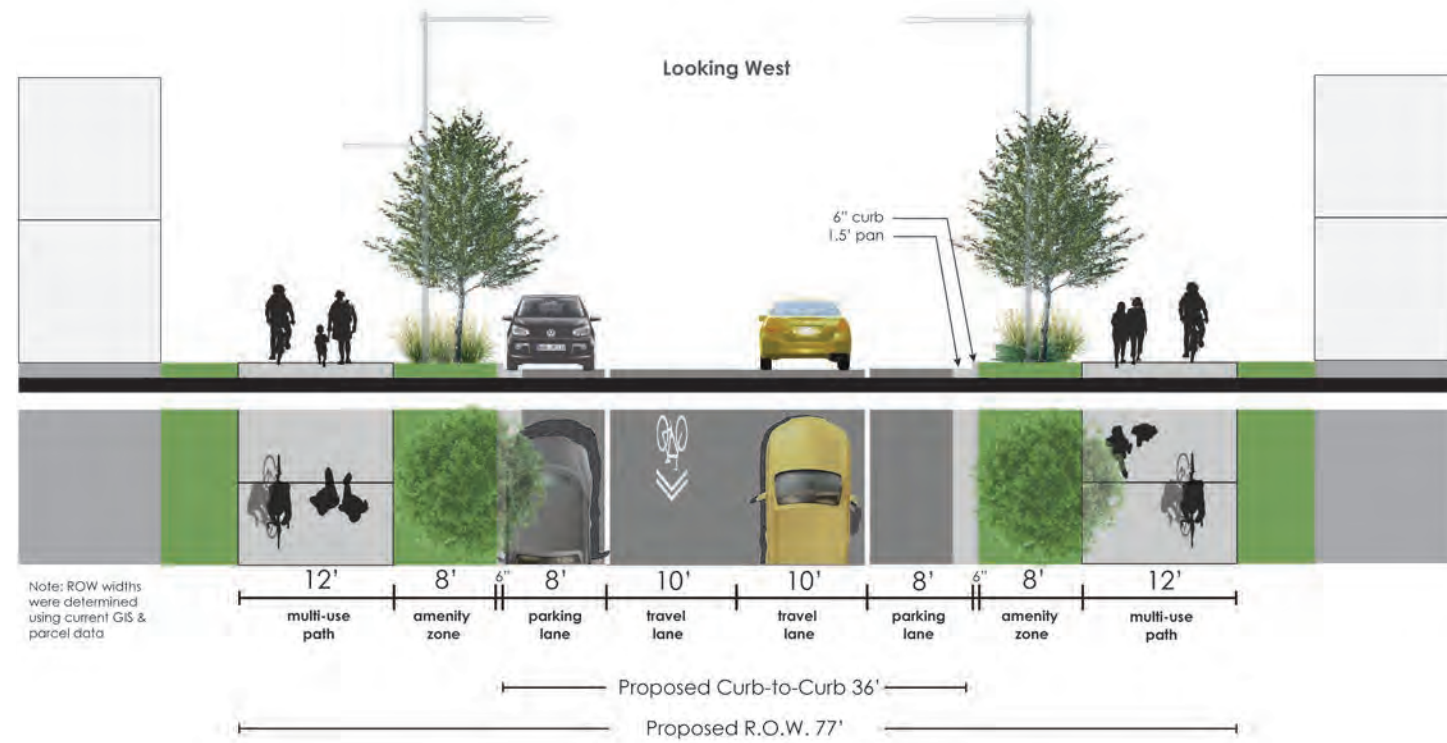 Looking West
6" curb
1.5' pan
Note: ROW widths
were determined
using current GIS &
parcel data
12' 8' 6" 8' 10' 10' 8' 6" 8' 12'
multi-use path
amenity zone
parking lane
travel lane
travel lane
parking lane
amenity zone
multi-use path
Proposed Curb-to-Curb 36'
Proposed R.O.W. 77'